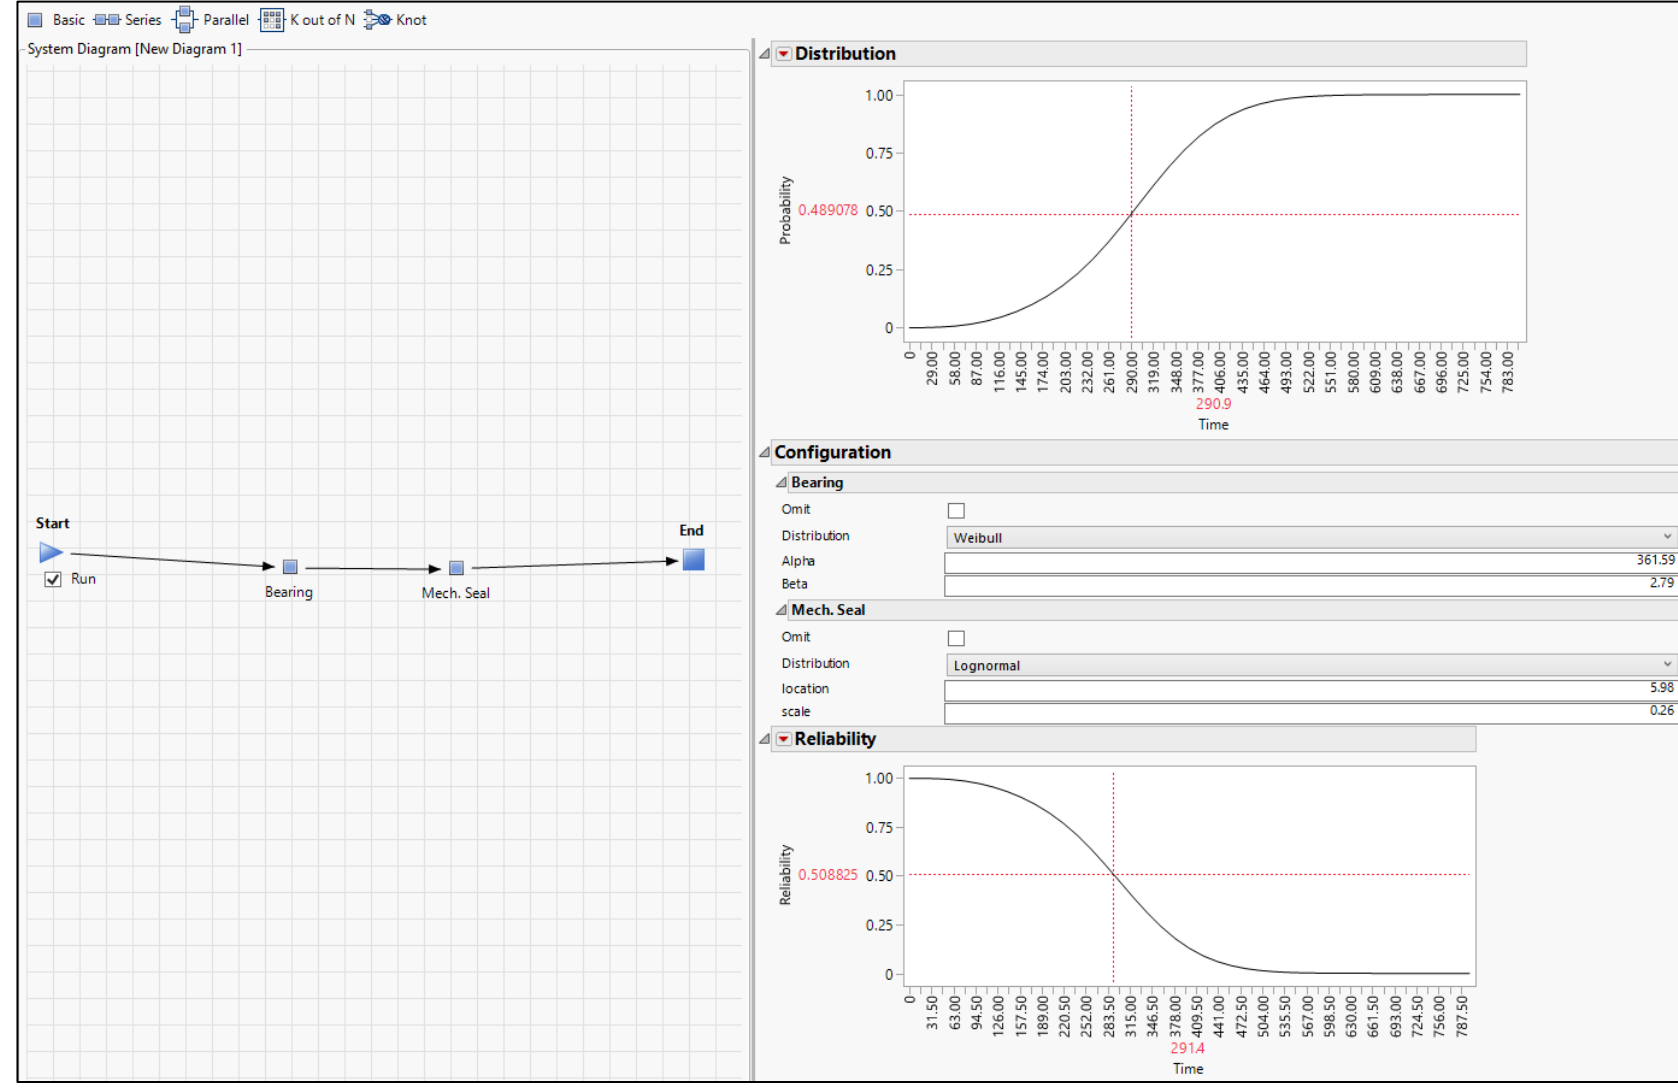 Basic Series Parallel K out of N Knot
System Diagram [New Diagram 1]
Start
Run
Bearing
Mech. Seal
End
Distribution
1.00
0.75
Probability
0.489078 0.50
0.25
0
0 29.00 58.00 87.00 116.00 145.00 174.00 203.00 232.00 261.00 290.00 319.00 348.00 377.00 406.00 435.00 464.00 493.00 522.00 551.00 580.00 609.00 638.00 667.00 696.00 725.00 754.00 783.00
290.9
Time
Configuration
Bearing
Omit
Distribution Weibull
Alpha 361.59
Beta 2.79
Mech. Seal
Omit
Distribution Lognormal
location 5.98
scale 0.26
Reliability
1.00
0.75
Reliability
0.508825 0.50
0.25
0
0 31.50 63.00 94.50 126.00 157.50 189.00 220.50 252.00 283.50 315.00 346.50 378.00 409.50 441.00 472.50 504.00 535.50 567.00 598.50 630.00 661.50 693.00 724.50 756.00 787.50
291.4
Time